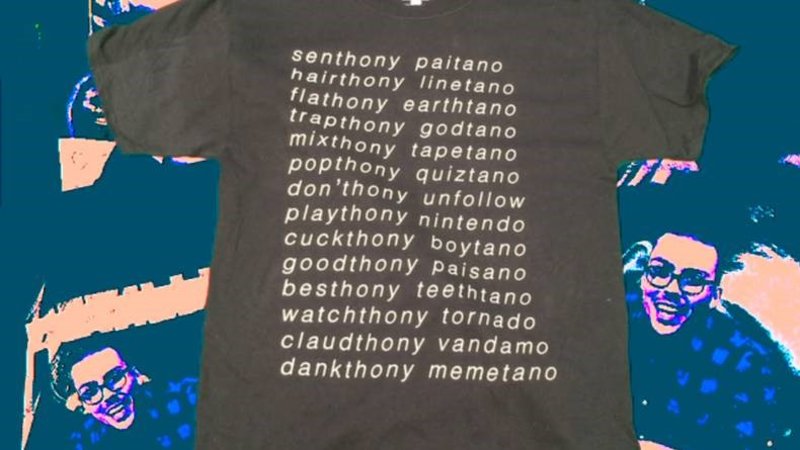 senthony paitano
hairthony linetano
flathony earthtano
trapthony godtano
mixthony tapetano
popthony quiztano
don'thony unfollow
playthony nintendo
cuckthony boytano
goodthony paisano
besthony teethtano
watchthony tornado
claudthony vandamo
dankthony memetano